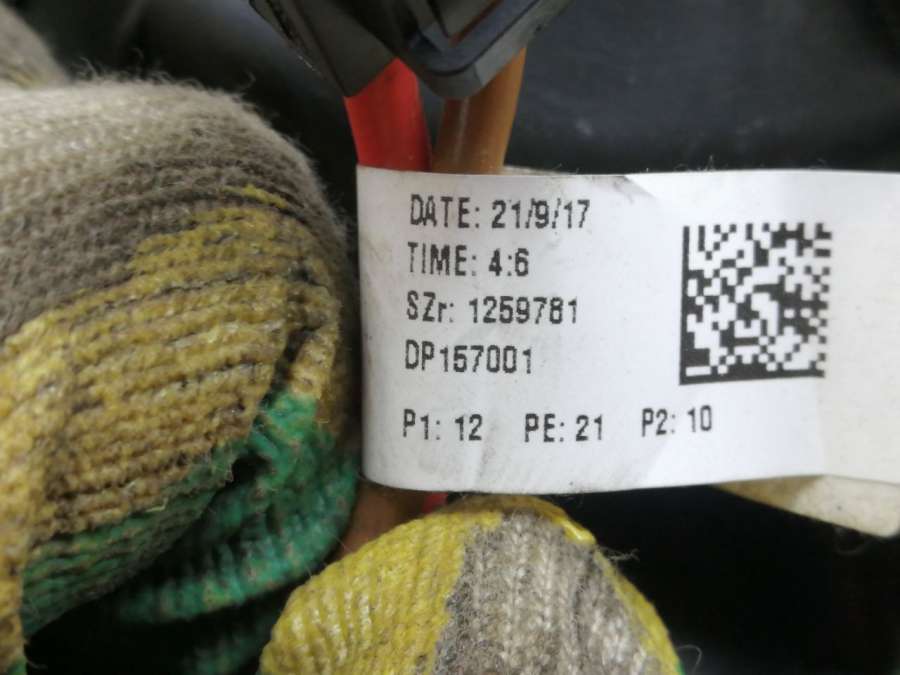 DATE: 21/9/17
TIME: 4:6
SZr: 1259781
DP157001
P1: 12 PE: 21 P2: 10